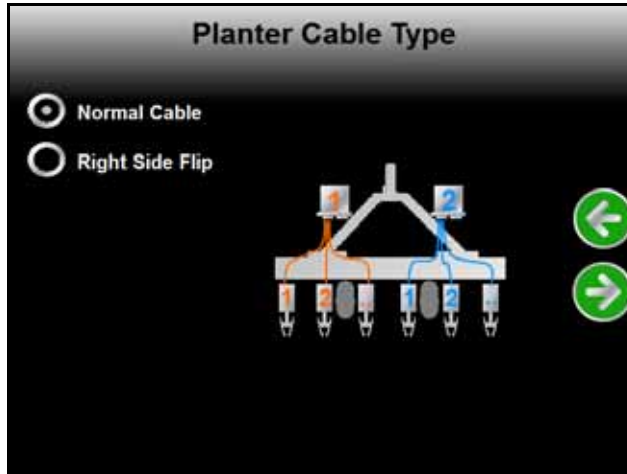 Planter Cable Type
Normal Cable
Right Side Flip
1 2
1 2 ... 1 2 ...